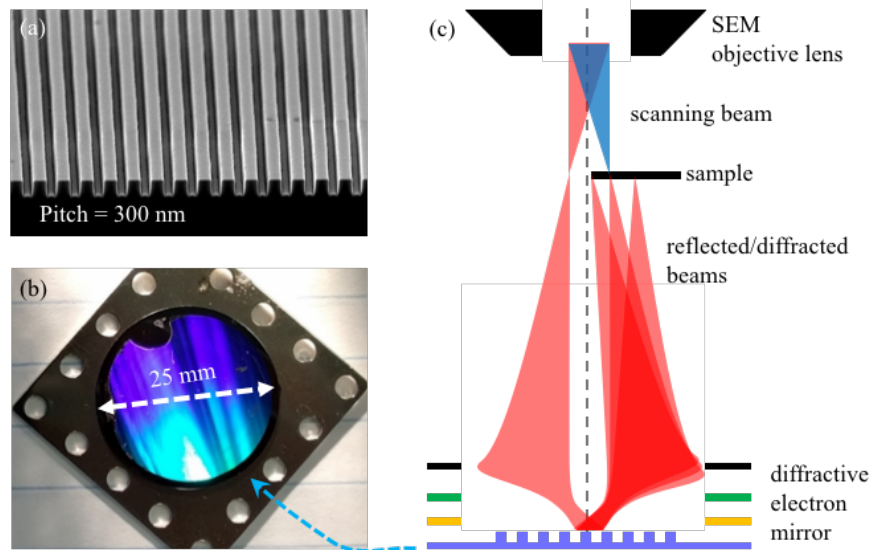 (a)
Pitch = 300 nm
(b)
25 mm
(c)
SEM
objective lens
scanning beam
sample
reflected/diffracted
beams
diffractive
electron
mirror